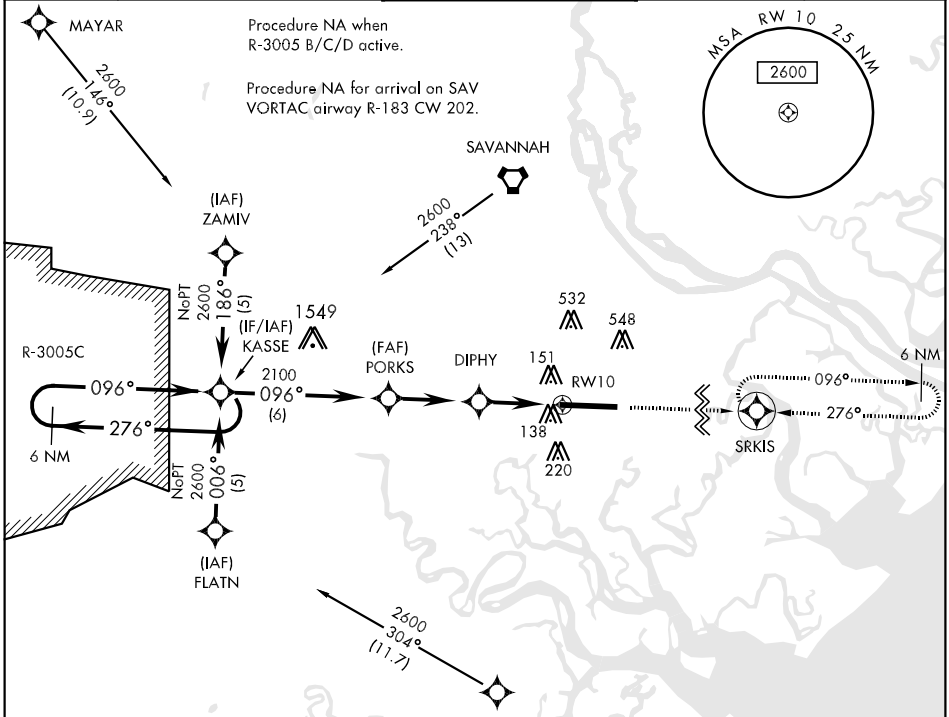 MAYAR
2600
146°
(10.9)
Procedure NA when
R-3005 B/C/D active.
Procedure NA for arrival on SAV
VORTAC airway R-183 CW 202.
MSA RW 10 25 NM
2600
SAVANNAH
2600
238°
(13)
(IAF)
ZAMIV
NoPT
2600
186°
(5)
(IF/IAF)
KASSE
1549
R-3005C
096°
276°
6 NM
2100
096°
(6)
(FAF)
PORKS
DIPHY
532
548
151
RW10
138
220
6 NM
096°
276°
SRKIS
NoPT
2600
006°
(5)
(IAF)
FLATN
2600
304°
(11.7)